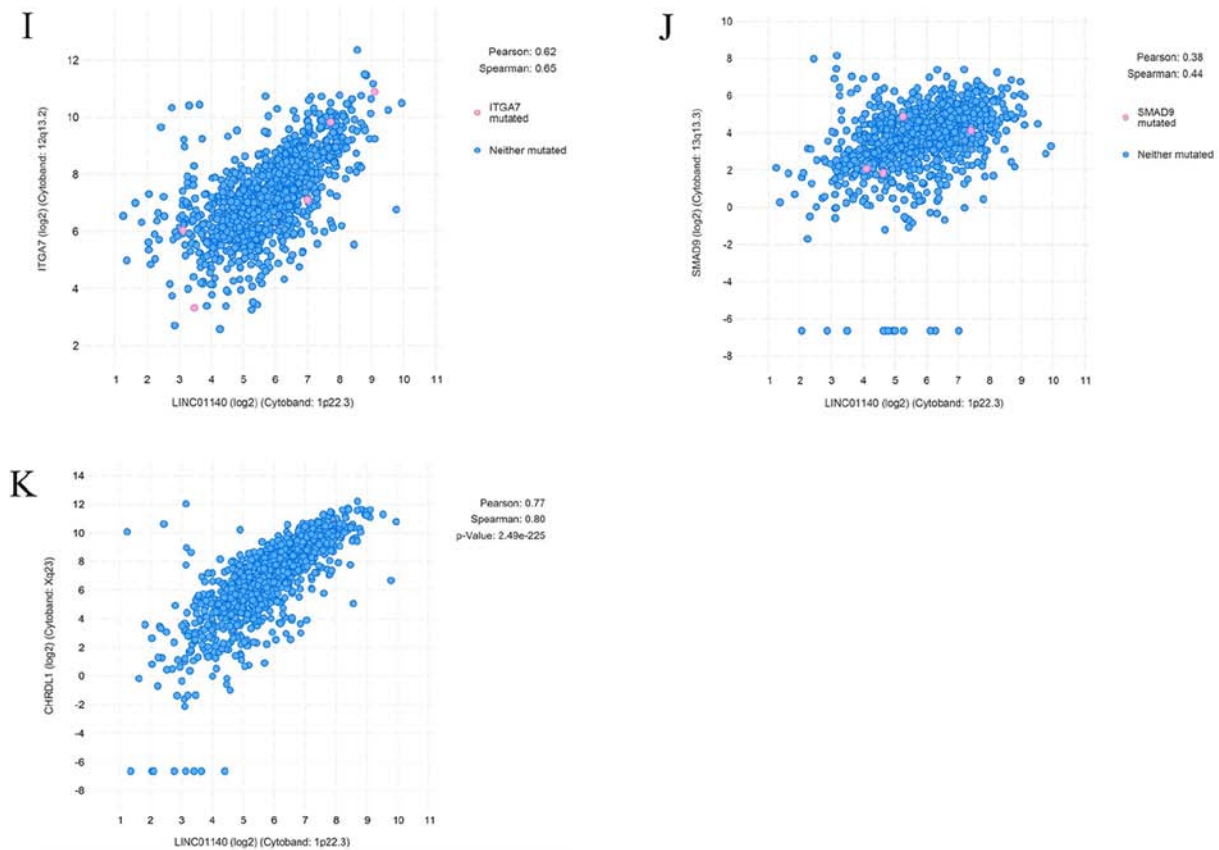 I
Pearson: 0.62
Spearman: 0.65
ITGA7
mutated
Neither mutated
ITGA7 (log2) (Cytoband: 12q13.2)
12
10
8
6
4
2
1 2 3 4 5 6 7 8 9 10 11
LINC01140 (log2) (Cytoband: 1p22.3)
J
Pearson: 0.38
Spearman: 0.44
SMAD9
mutated
Neither mutated
SMAD9 (log2) (Cytoband: 13q13.3)
10
8
6
4
2
0
-2
-4
-6
-8
1 2 3 4 5 6 7 8 9 10 11
LINC01140 (log2) (Cytoband: 1p22.3)
K
Pearson: 0.77
Spearman: 0.80
p-Value: 2.49e-225
CHRDL1 (log2) (Cytoband: Xq23)
14
12
10
8
6
4
2
0
-2
-4
-6
-8
1 2 3 4 5 6 7 8 9 10 11
LINC01140 (log2) (Cytoband: 1p22.3)